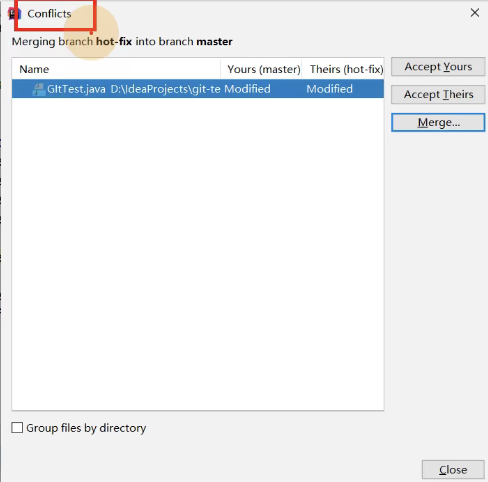 Conflicts
Merging branch hot-fix into branch master
Name Yours (master) Theirs (hot-fix)
GItTest.java D:\IdeaProjects\git-te Modified Modified
Accept Yours
Accept Theirs
Merge...
Group files by directory
Close